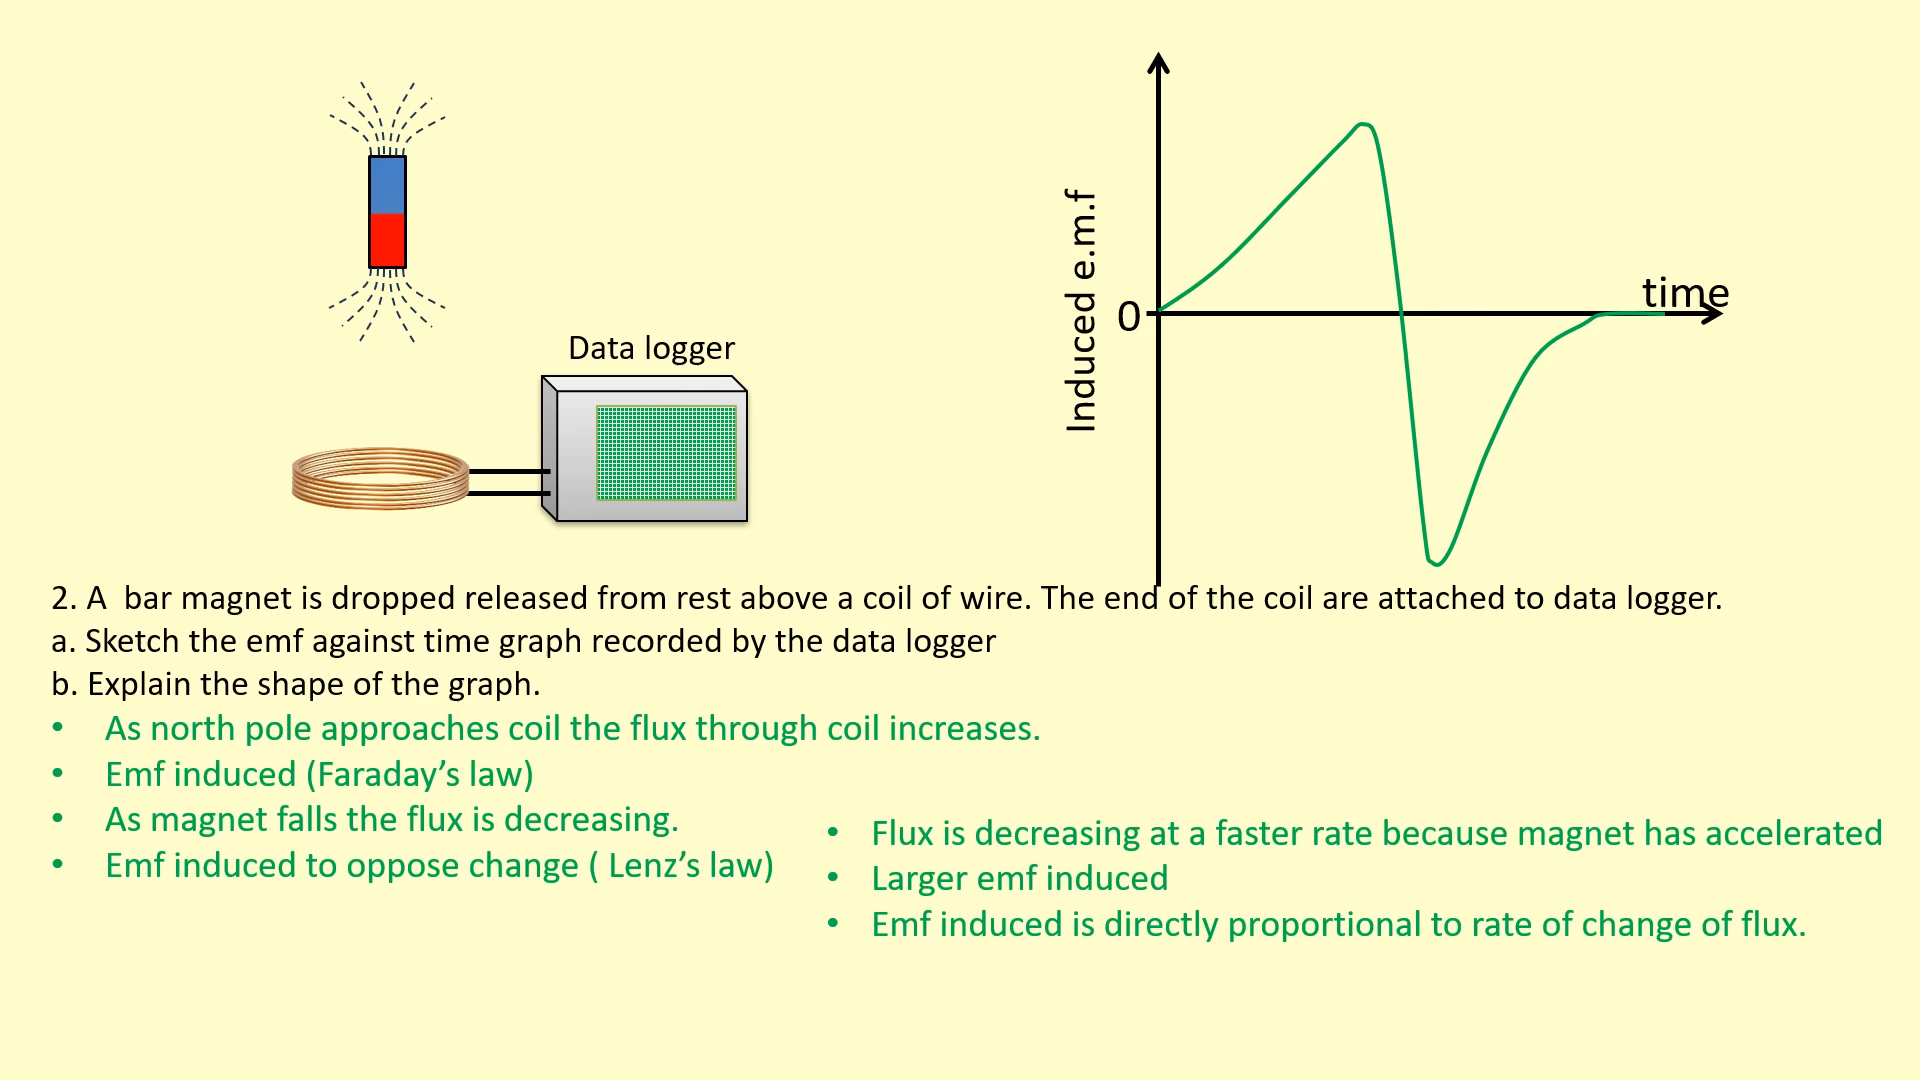 Induced e.m.f
time
0
Data logger
2. A  bar magnet is dropped released from rest above a coil of wire. The end of the coil are attached to data logger.
a. Sketch the emf against time graph recorded by the data logger
b. Explain the shape of the graph.
• As north pole approaches coil the flux through coil increases.
• Emf induced (Faraday’s law)
• As magnet falls the flux is decreasing.
• Emf induced to oppose change ( Lenz’s law)
• Flux is decreasing at a faster rate because magnet has accelerated
• Larger emf induced
• Emf induced is directly proportional to rate of change of flux.